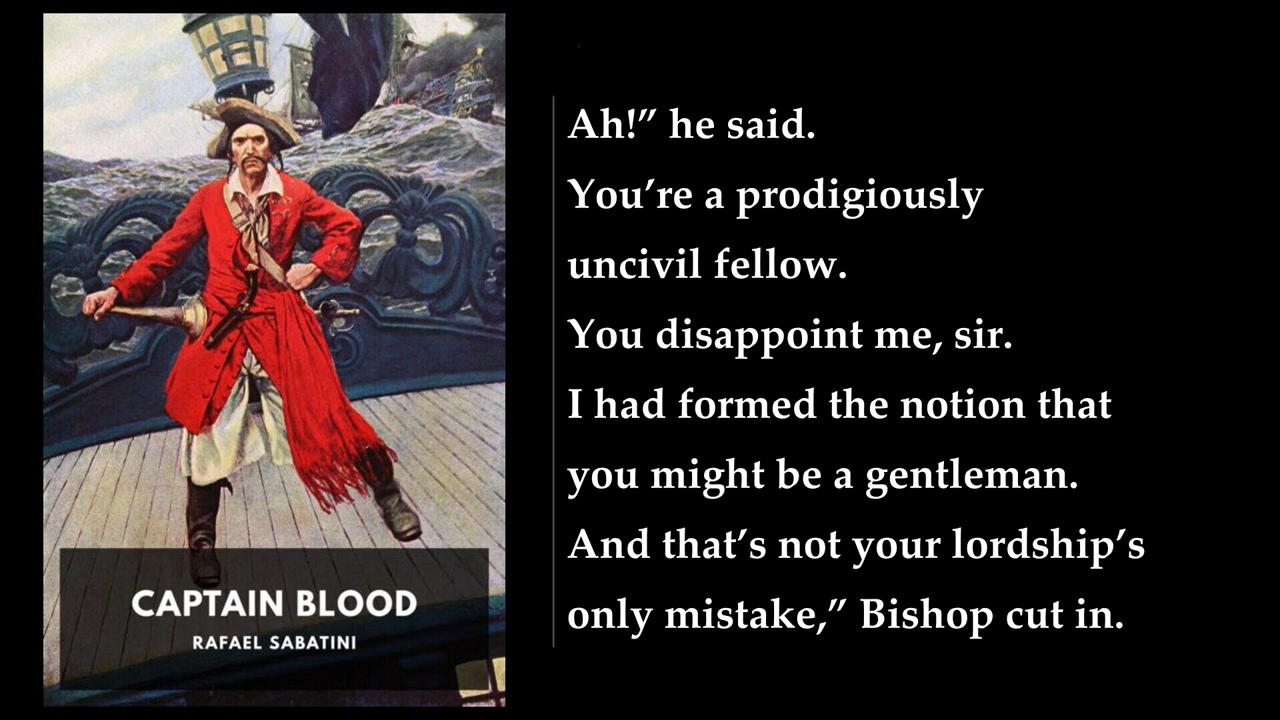 CAPTAIN BLOOD
RAFAEL SABATINI
Ah!” he said.
You’re a prodigiously
uncivil fellow.
You disappoint me, sir.
I had formed the notion that
you might be a gentleman.
And that’s not your lordship’s
only mistake,” Bishop cut in.